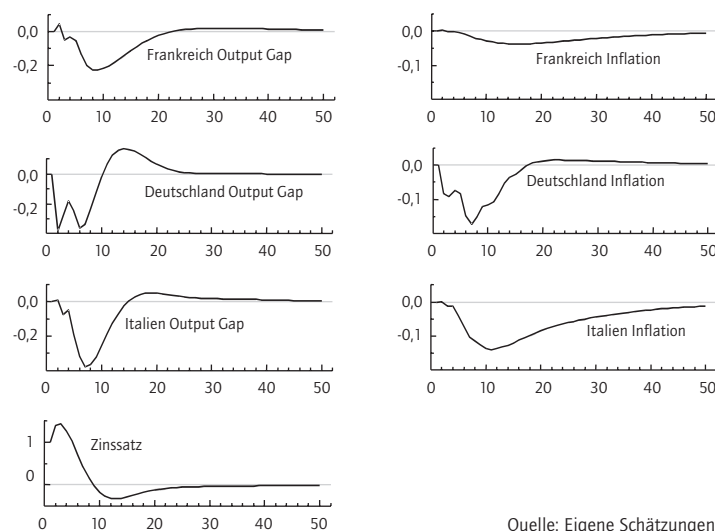 0,0
-0,2
Frankreich Output Gap
0 10 20 30 40 50
0,0
-0,1
Frankreich Inflation
0 10 20 30 40 50
0,0
-0,2
Deutschland Output Gap
0 10 20 30 40 50
0,0
-0,1
Deutschland Inflation
0 10 20 30 40 50
0,0
-0,2
Italien Output Gap
0 10 20 30 40 50
0,0
-0,1
Italien Inflation
0 10 20 30 40 50
1
0
Zinssatz
0 10 20 30 40 50
Quelle: Eigene Schätzungen